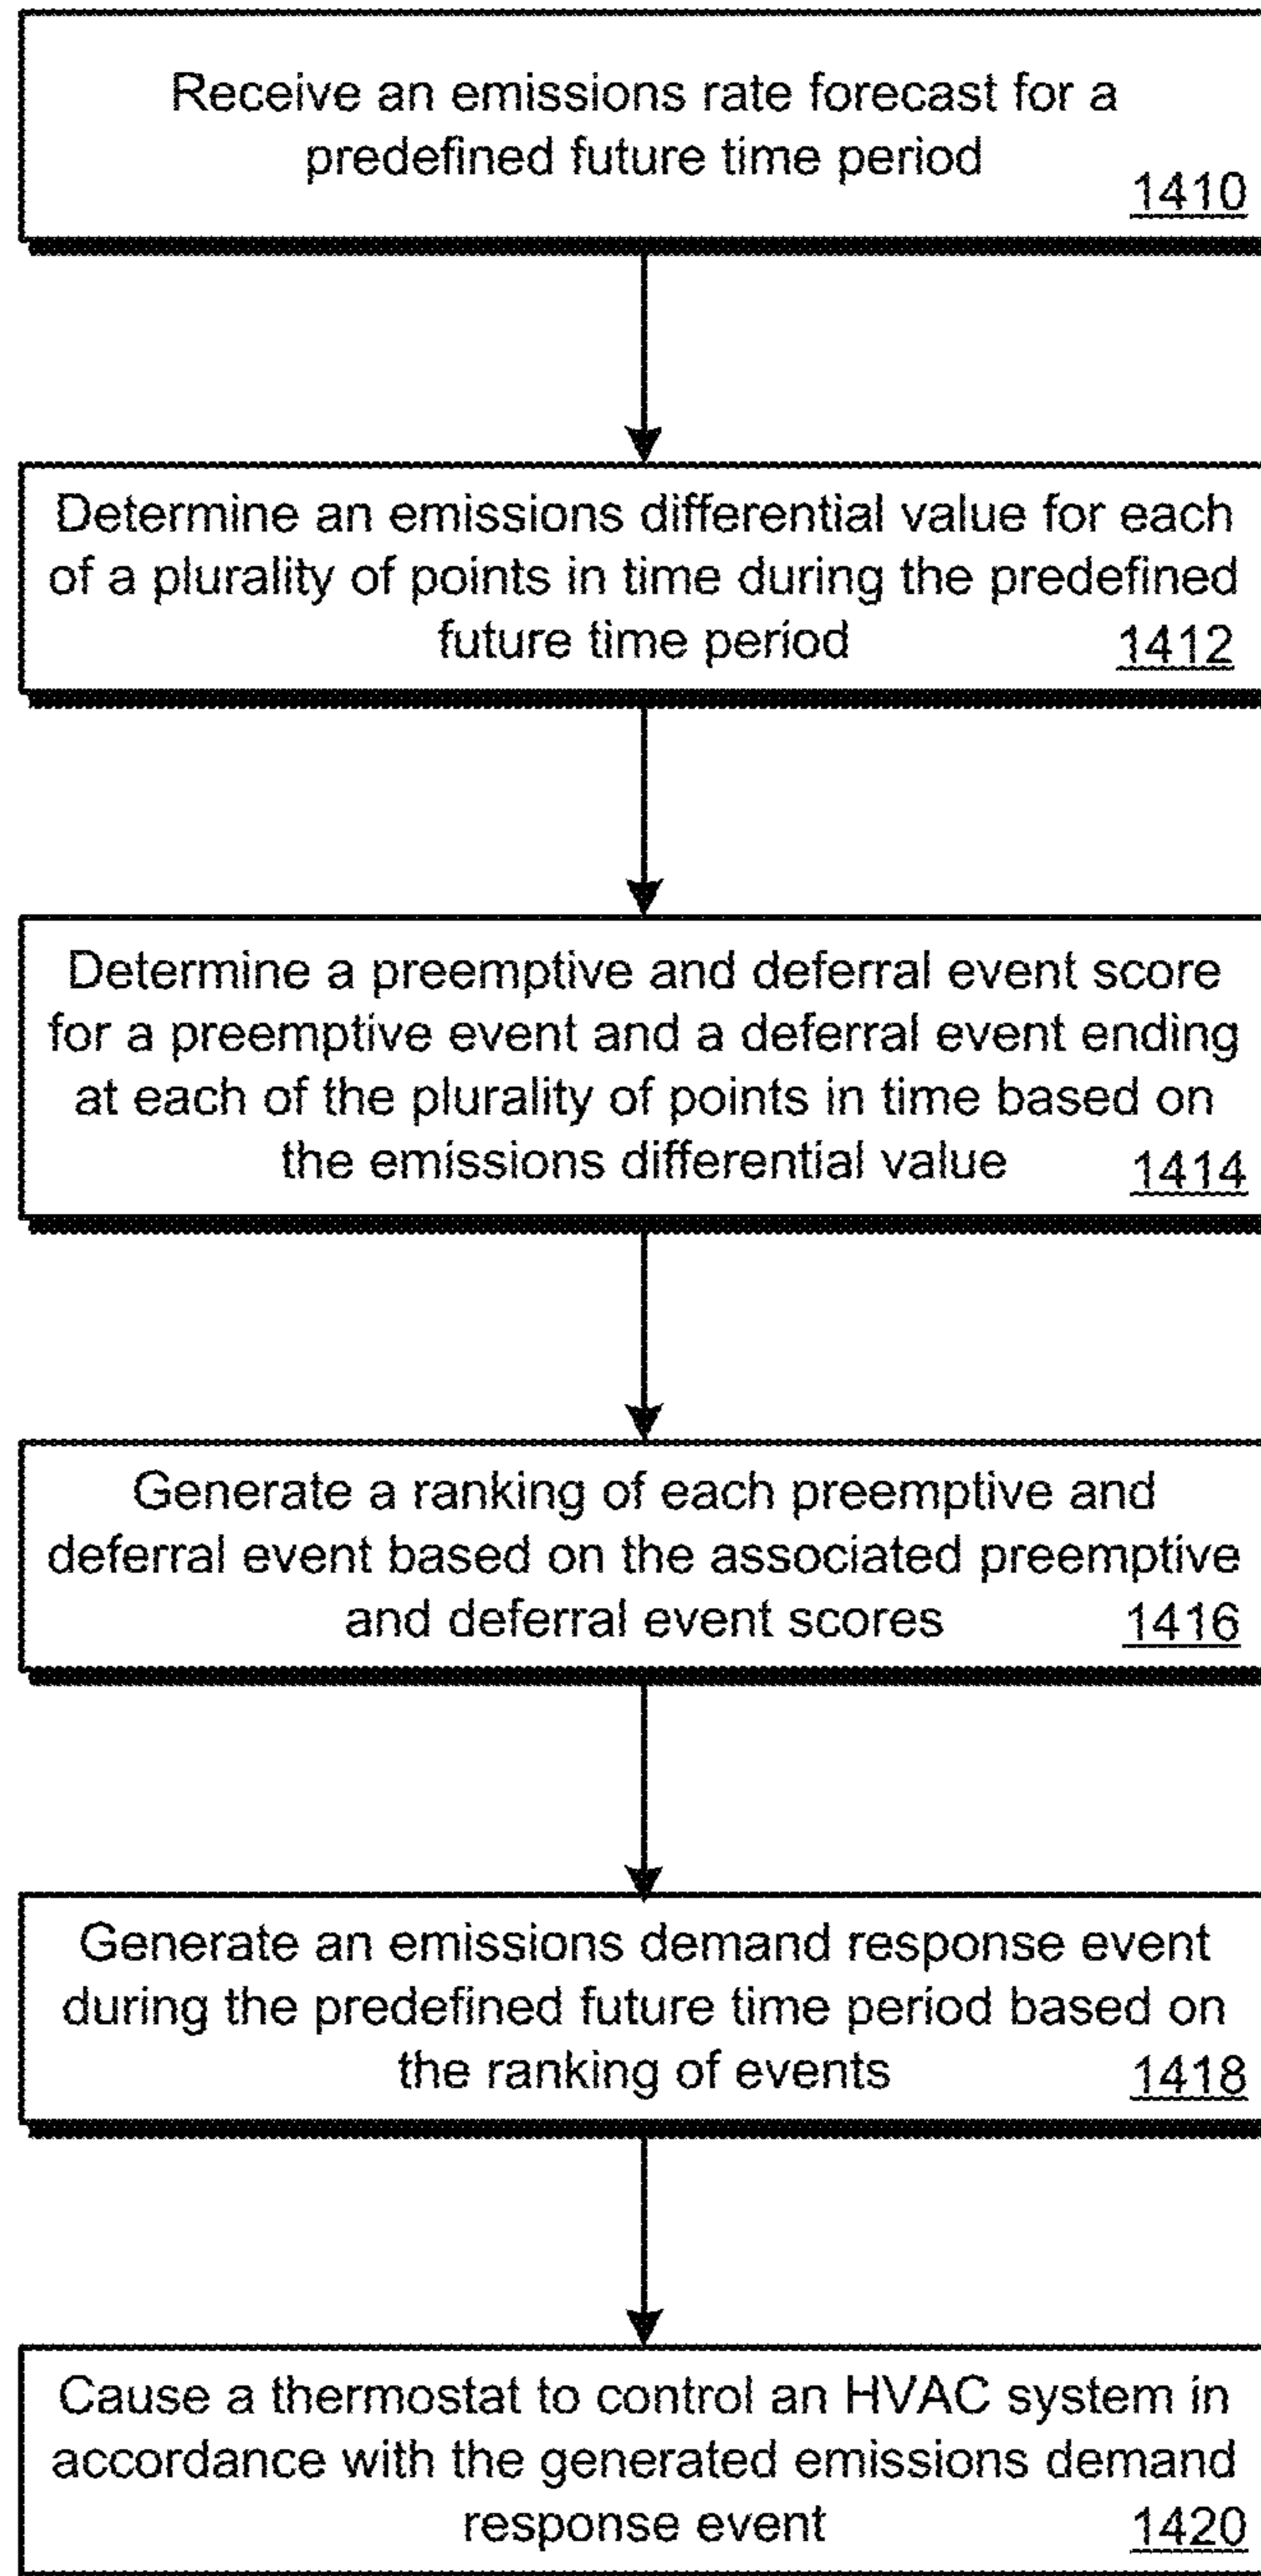 Receive an emissions rate forecast for a
predefined future time period
1410
Determine an emissions differential value for each
of a plurality of points in time during the predefined
future time period 1412
Determine a preemptive and deferral event score
for a preemptive event and a deferral event ending
at each of the plurality of points in time based on
the emissions differential value 1414
Generate a ranking of each preemptive and
deferral event based on the associated preemptive
and deferral event scores 1416
Generate an emissions demand response event
during the predefined future time period based on
the ranking of events 1418
Cause a thermostat to control an HVAC system in
accordance with the generated emissions demand
response event 1420